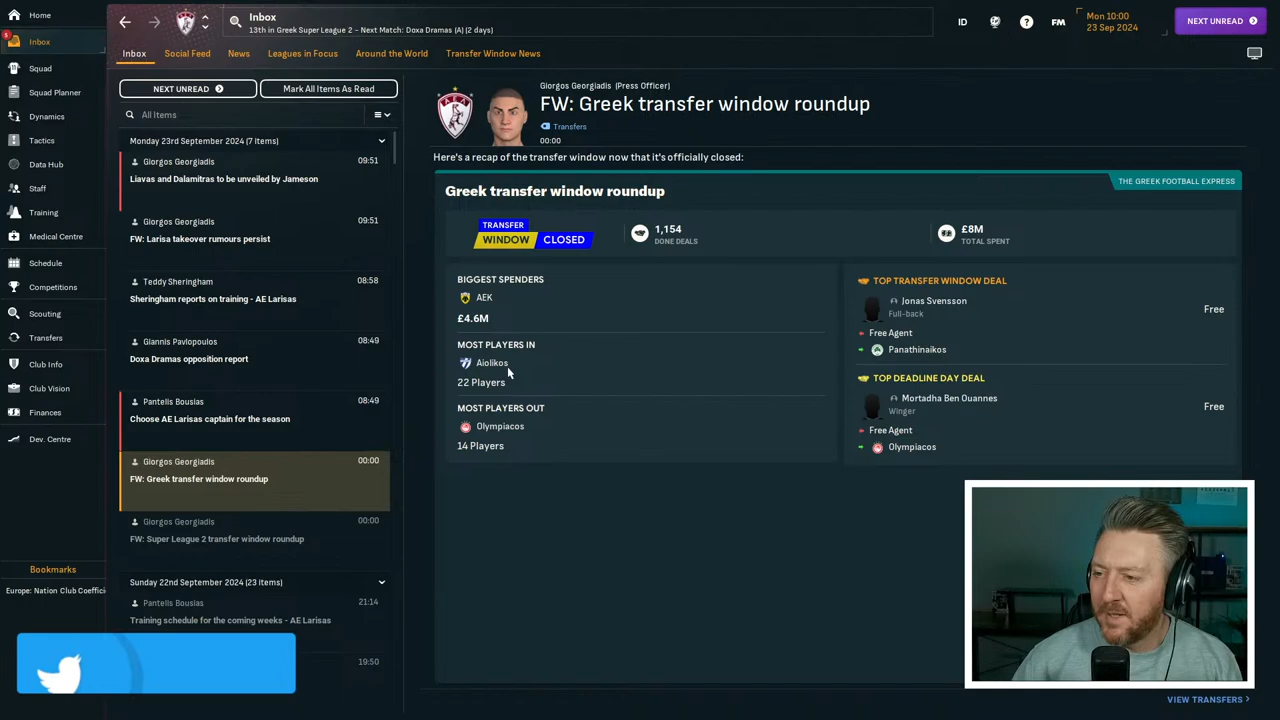 Home
Inbox
5
Squad
Squad Planner
Dynamics
Tactics
Data Hub
Staff
Training
Medical Centre
Schedule
Competitions
Scouting
Transfers
Club Info
Club Vision
Finances
Dev. Centre
Bookmarks
Europe: Nation Club Coeffici
Inbox
13th in Greek Super League 2 - Next Match: Doxa Dramas (A) (2 days)
ID
?
FM
Mon 10:00
23 Sep 2024
NEXT UNREAD
Inbox
Social Feed
News
Leagues in Focus
Around the World
Transfer Window News
NEXT UNREAD
Mark All Items As Read
All Items
Monday 23rd September 2024 (7 Items)
Giorgos Georgiadis 09:51
Liavas and Dalamitras to be unveiled by Jameson
Giorgos Georgiadis 09:51
FW: Larisa takeover rumours persist
Teddy Sheringham 08:58
Sheringham reports on training - AE Larisas
Giannis Pavlopoulos 08:49
Doxa Dramas opposition report
Pantelis Bousias 08:49
Choose AE Larisas captain for the season
Giorgos Georgiadis 00:00
FW: Greek transfer window roundup
Giorgos Georgiadis 00:00
FW: Super League 2 transfer window roundup
Sunday 22nd September 2024 (23 Items)
Pantelis Bousias 21:14
Training schedule for the coming weeks - AE Larisas
19:50
Giorgos Georgiadis (Press Officer)
FW: Greek transfer window roundup
Transfers
00:00
Here's a recap of the transfer window now that it's officially closed:
THE GREEK FOOTBALL EXPRESS
Greek transfer window roundup
TRANSFER
WINDOW CLOSED
1,154
DONE DEALS
£8M
TOTAL SPENT
BIGGEST SPENDERS
AEK
£4.6M
MOST PLAYERS IN
Aiolikos
22 Players
MOST PLAYERS OUT
Olympiacos
14 Players
TOP TRANSFER WINDOW DEAL
Jonas Svensson
Full-back
Free
Free Agent
Panathinaikos
TOP DEADLINE DAY DEAL
Mortadha Ben Ouannes
Winger
Free
Free Agent
Olympiacos
VIEW TRANSFERS